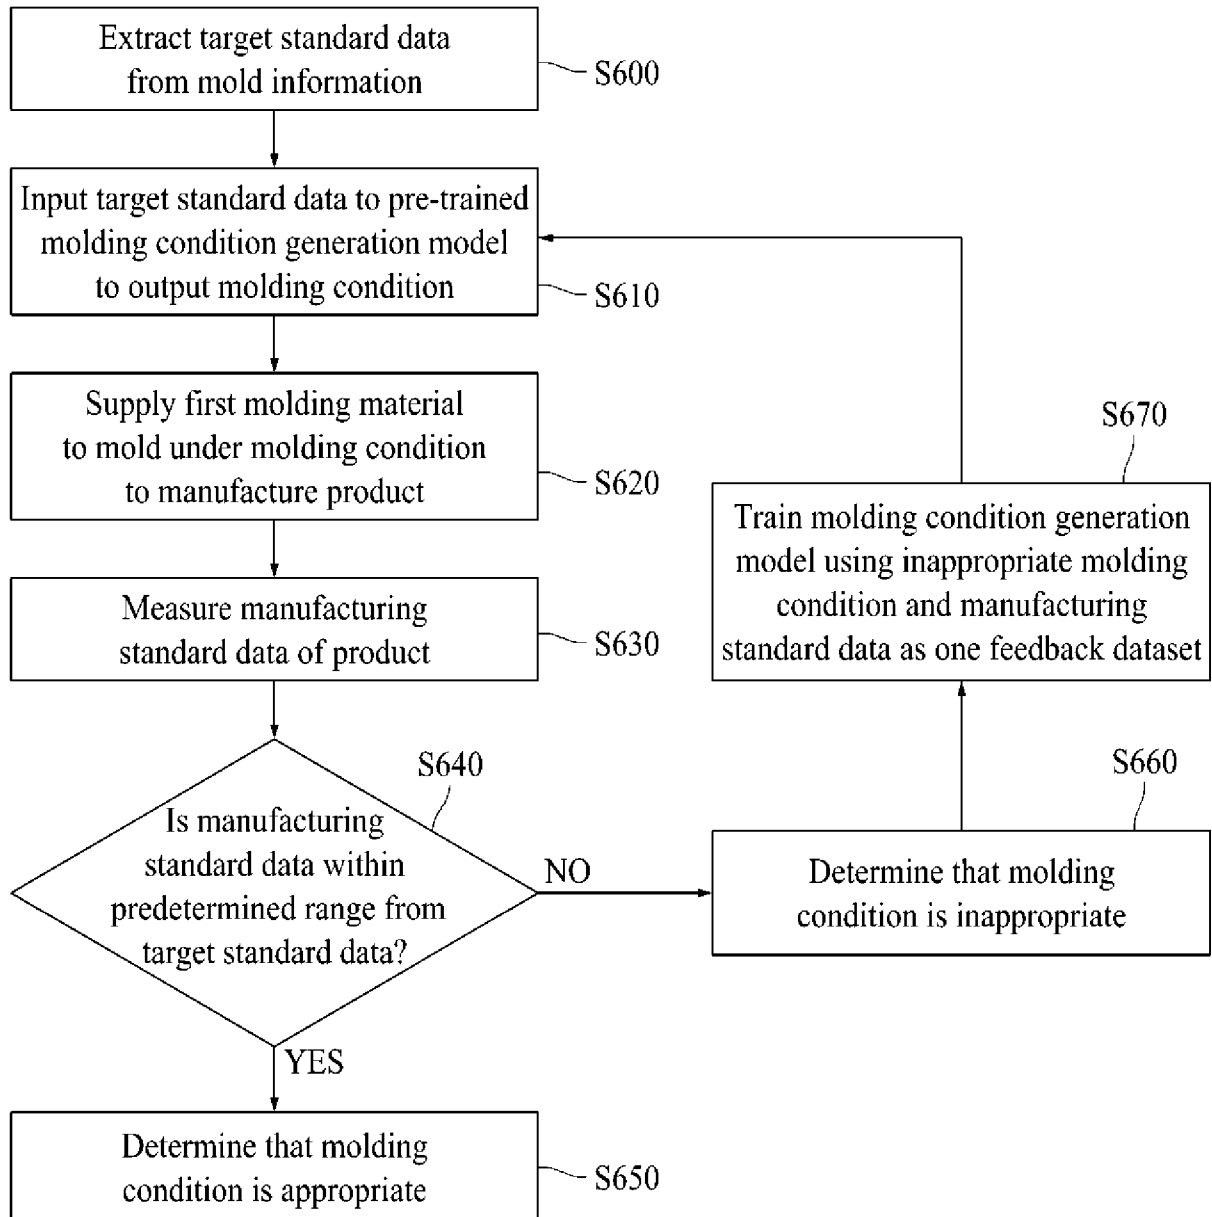 Extract target standard data
from mold information
S600
Input target standard data to pre-trained
molding condition generation model
to output molding condition
S610
Supply first molding material
to mold under molding condition
to manufacture product
S620
Measure manufacturing
standard data of product
S630
S640
Is manufacturing
standard data within
predetermined range from
target standard data?
NO
YES
Determine that molding
condition is appropriate
S650
S660
Determine that molding
condition is inappropriate
S670
Train molding condition generation
model using inappropriate molding
condition and manufacturing
standard data as one feedback dataset